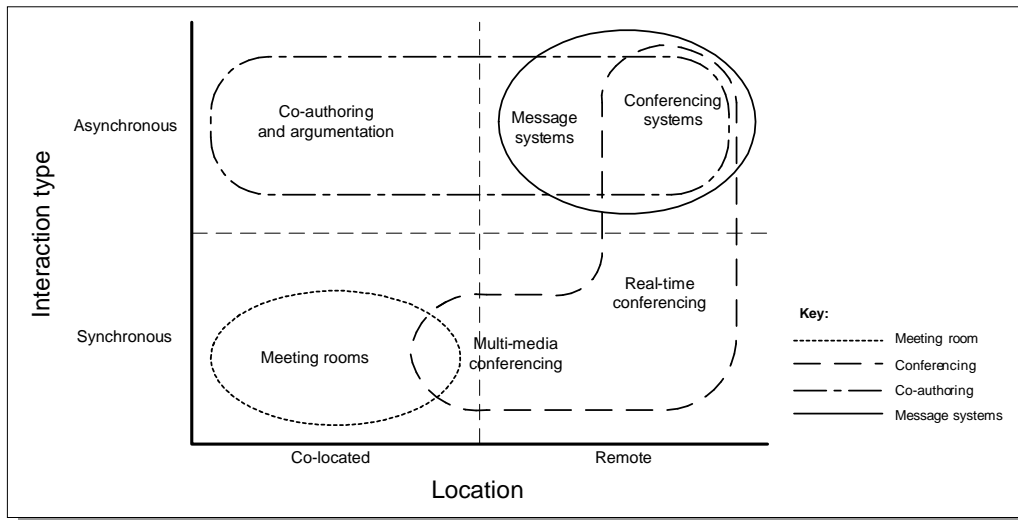 Interaction type
Asynchronous
Synchronous
Co-authoring
and argumentation
Message
systems
Conferencing
systems
Meeting rooms
Multi-media
conferencing
Real-time
conferencing
Co-located
Remote
Location
Key:
Meeting room
Conferencing
Co-authoring
Message systems